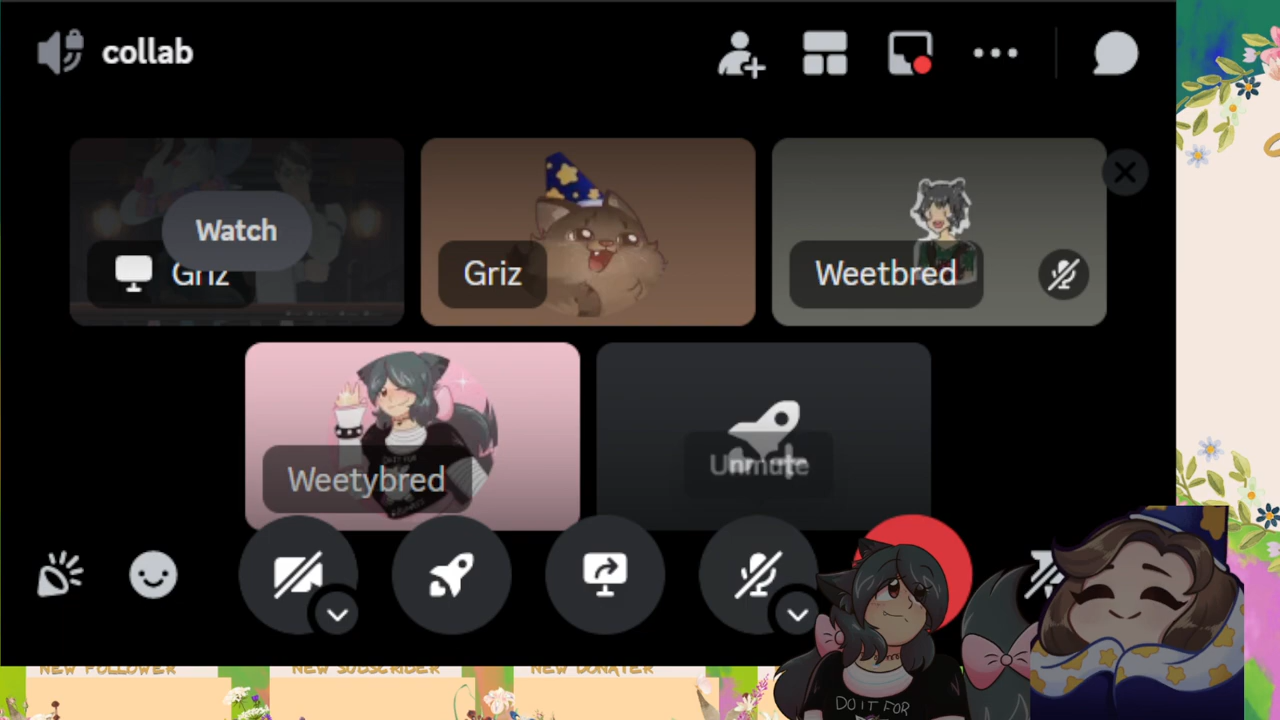 collab
Watch
Griz
Griz
Weetbred
Weetybred
Unmute
NEW FOLLOWER
NEW SUBSCRIBER
NEW DONATER
DO IT FOR